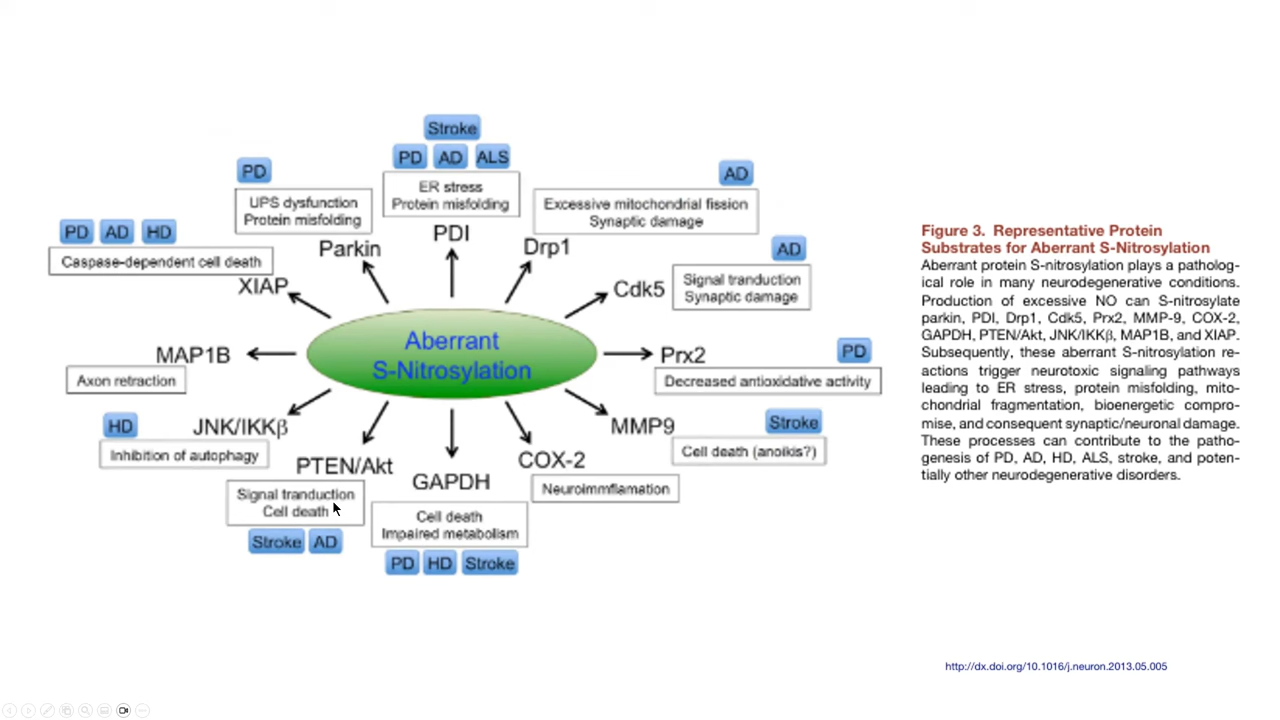 Stroke
PD AD ALS
ER stress
Protein misfolding
PDI
PD
UPS dysfunction
Protein misfolding
Parkin
AD
Excessive mitochondrial fission
Synaptic damage
Drp1
PD AD HD
Caspase-dependent cell death
XIAP
AD
Signal tranduction
Synaptic damage
Cdk5
Aberrant
S-Nitrosylation
MAP1B
Axon retraction
PD
Prx2
Decreased antioxidative activity
HD
JNK/IKKβ
Inhibition of autophagy
Stroke
MMP9
Cell death (anoikis?)
PTEN/Akt
Signal tranduction
Cell death
Stroke AD
GAPDH
Cell death
Impaired metabolism
PD HD Stroke
COX-2
Neuroimmflamation
Figure 3. Representative Protein
Substrates for Aberrant S-Nitrosylation
Aberrant protein S-nitrosylation plays a patholog-
ical role in many neurodegenerative conditions.
Production of excessive NO can S-nitrosylate
parkin, PDI, Drp1, Cdk5, Prx2, MMP-9, COX-2,
GAPDH, PTEN/Akt, JNK/IKKβ, MAP1B, and XIAP.
Subsequently, these aberrant S-nitrosylation re-
actions trigger neurotoxic signaling pathways
leading to ER stress, protein misfolding, mito-
chondrial fragmentation, bioenergetic compro-
mise, and consequent synaptic/neuronal damage.
These processes can contribute to the patho-
genesis of PD, AD, HD, ALS, stroke, and poten-
tially other neurodegenerative disorders.
http://dx.doi.org/10.1016/j.neuron.2013.05.005